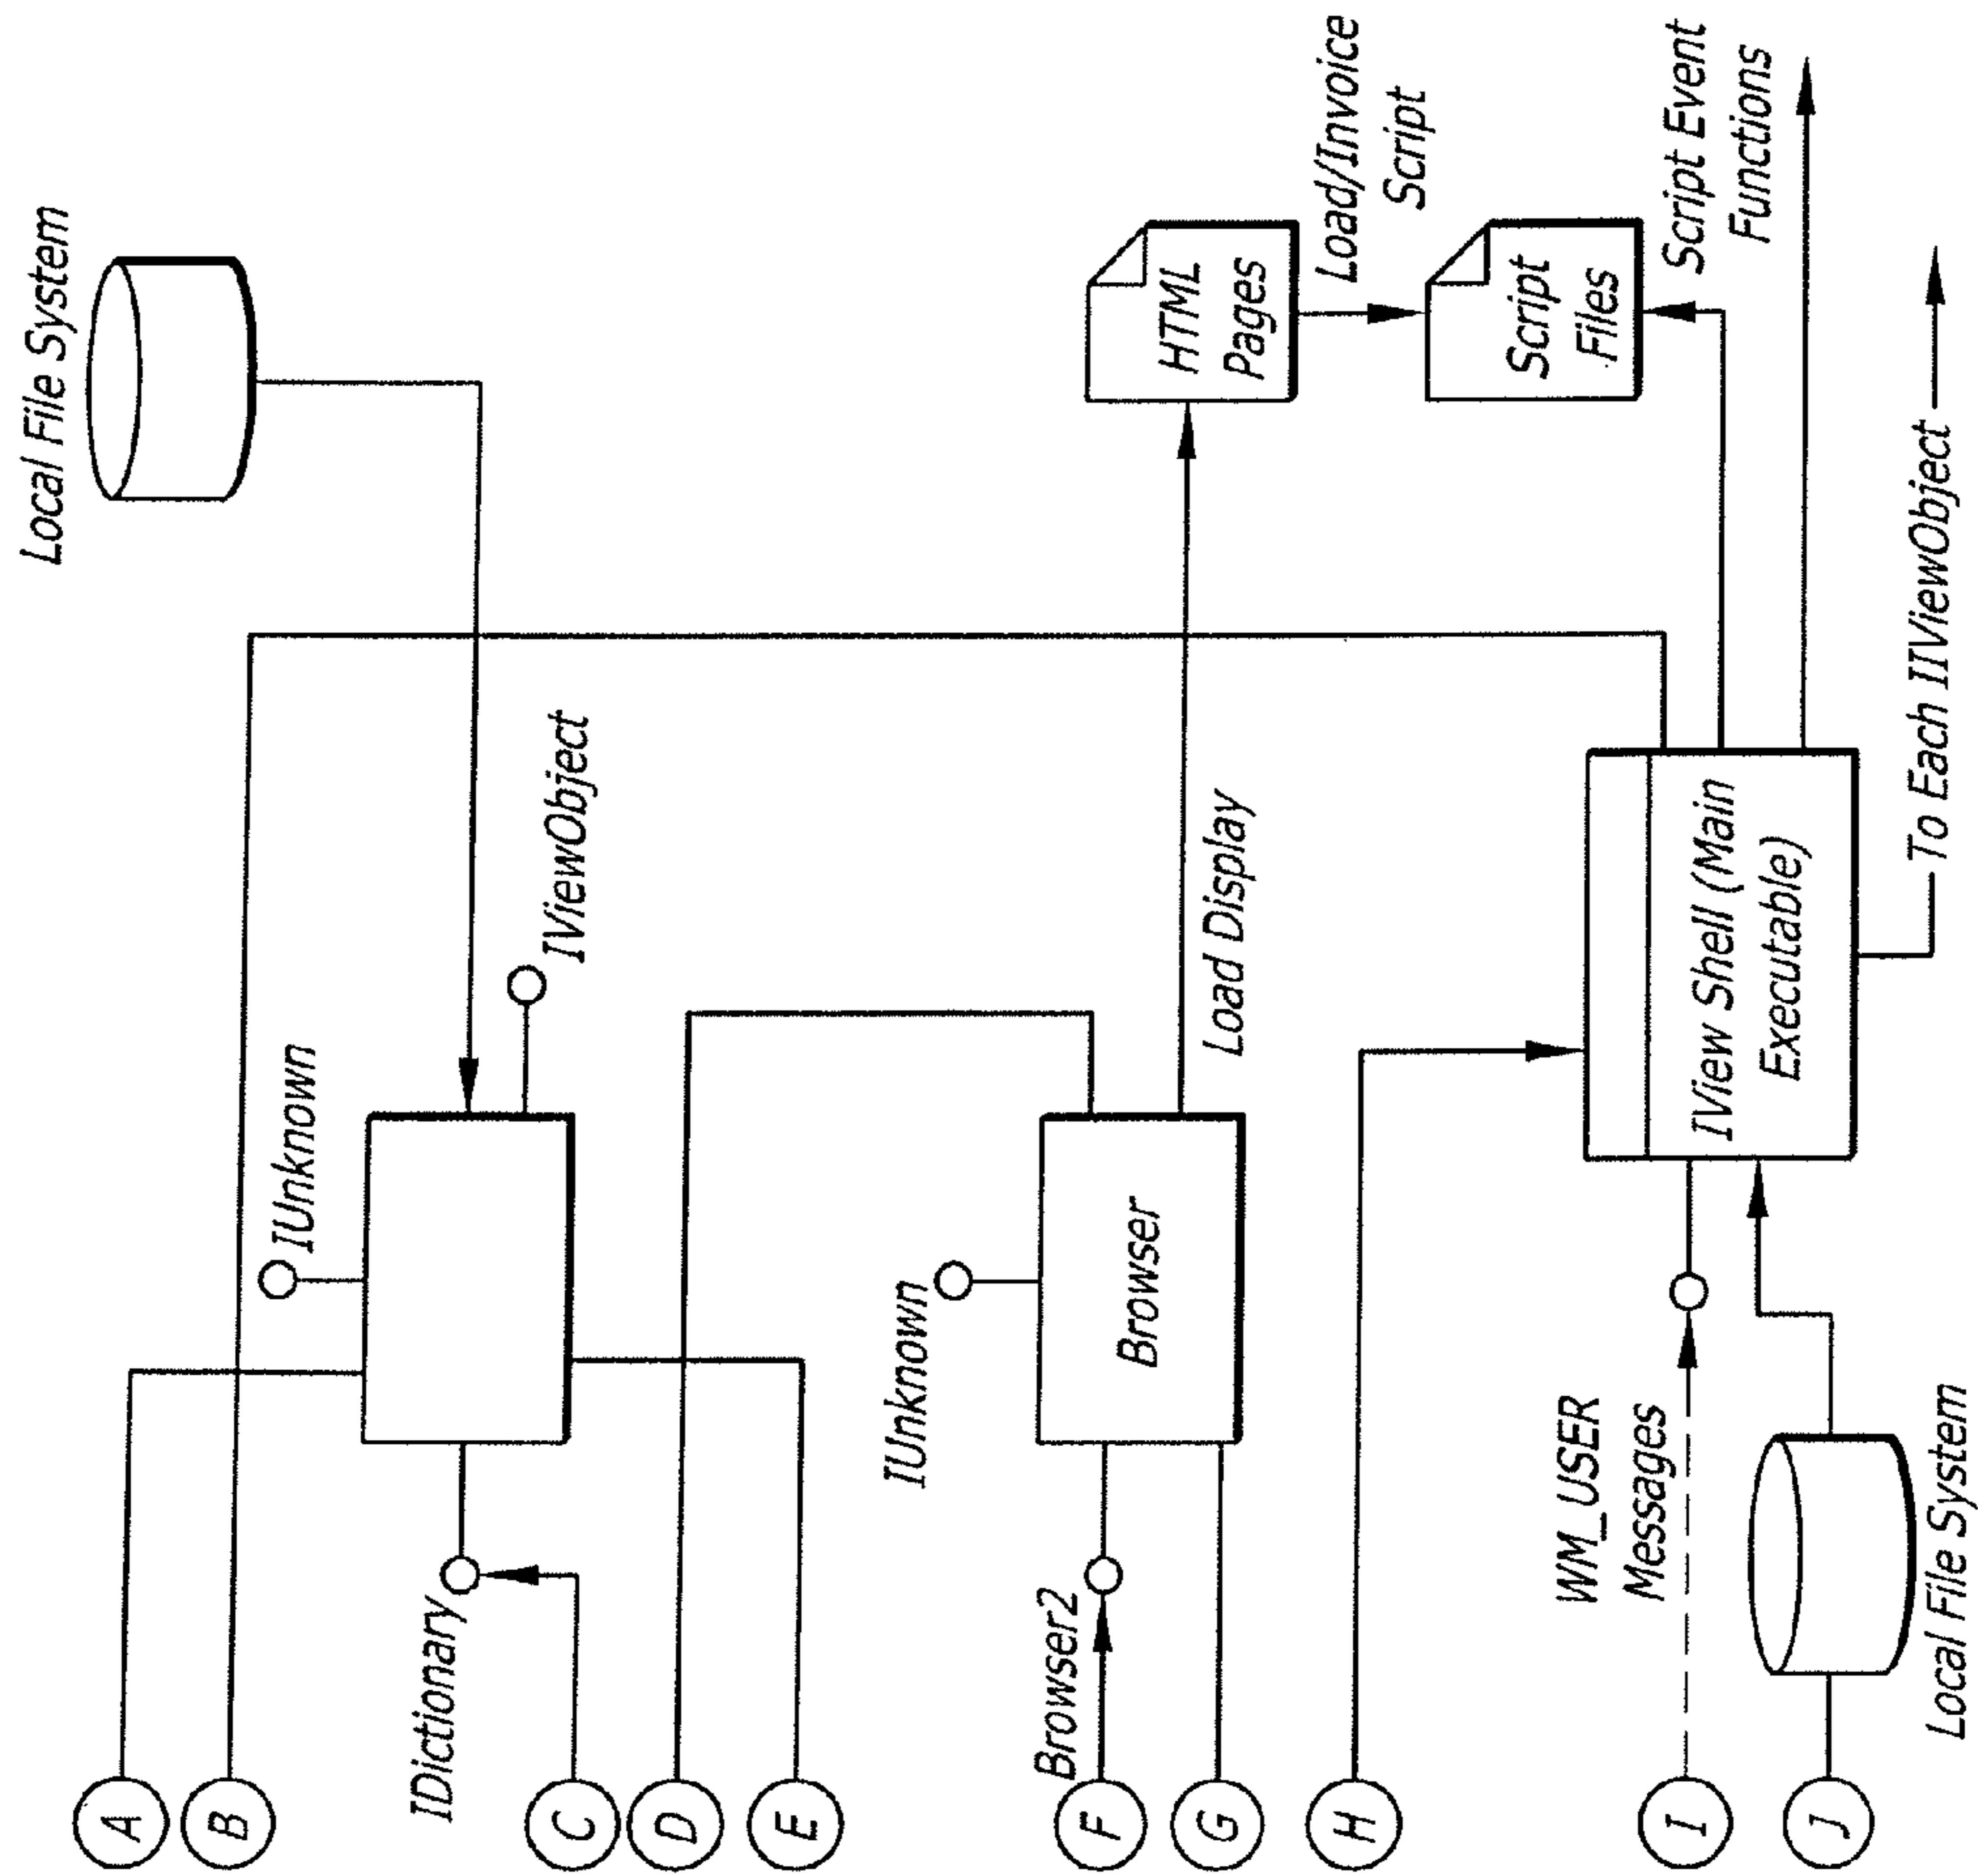 Local File System
A
B
IUnknown
IViewObject
IDictionary
C
D
E
IUnknown
Browser
Browser2
F
G
Load Display
HTML
Pages
Load/Invoice
Script
Script
Files
Script Event
Functions
H
IView Shell (Main
Executable)
WM_USER
Messages
I
J
Local File System
To Each IIViewObject